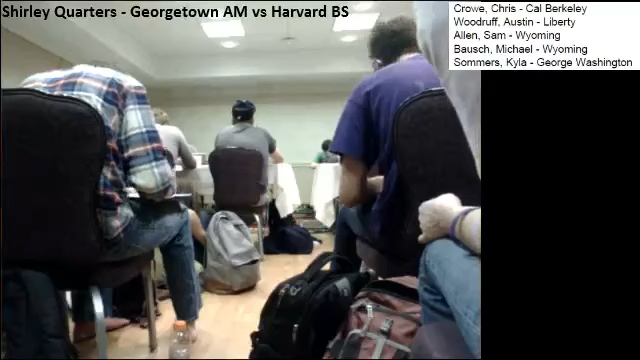 Shirley Quarters - Georgetown AM vs Harvard BS
Crowe, Chris - Cal Berkeley
Woodruff, Austin - Liberty
Allen, Sam - Wyoming
Bausch, Michael - Wyoming
Sommers, Kyla - George Washington